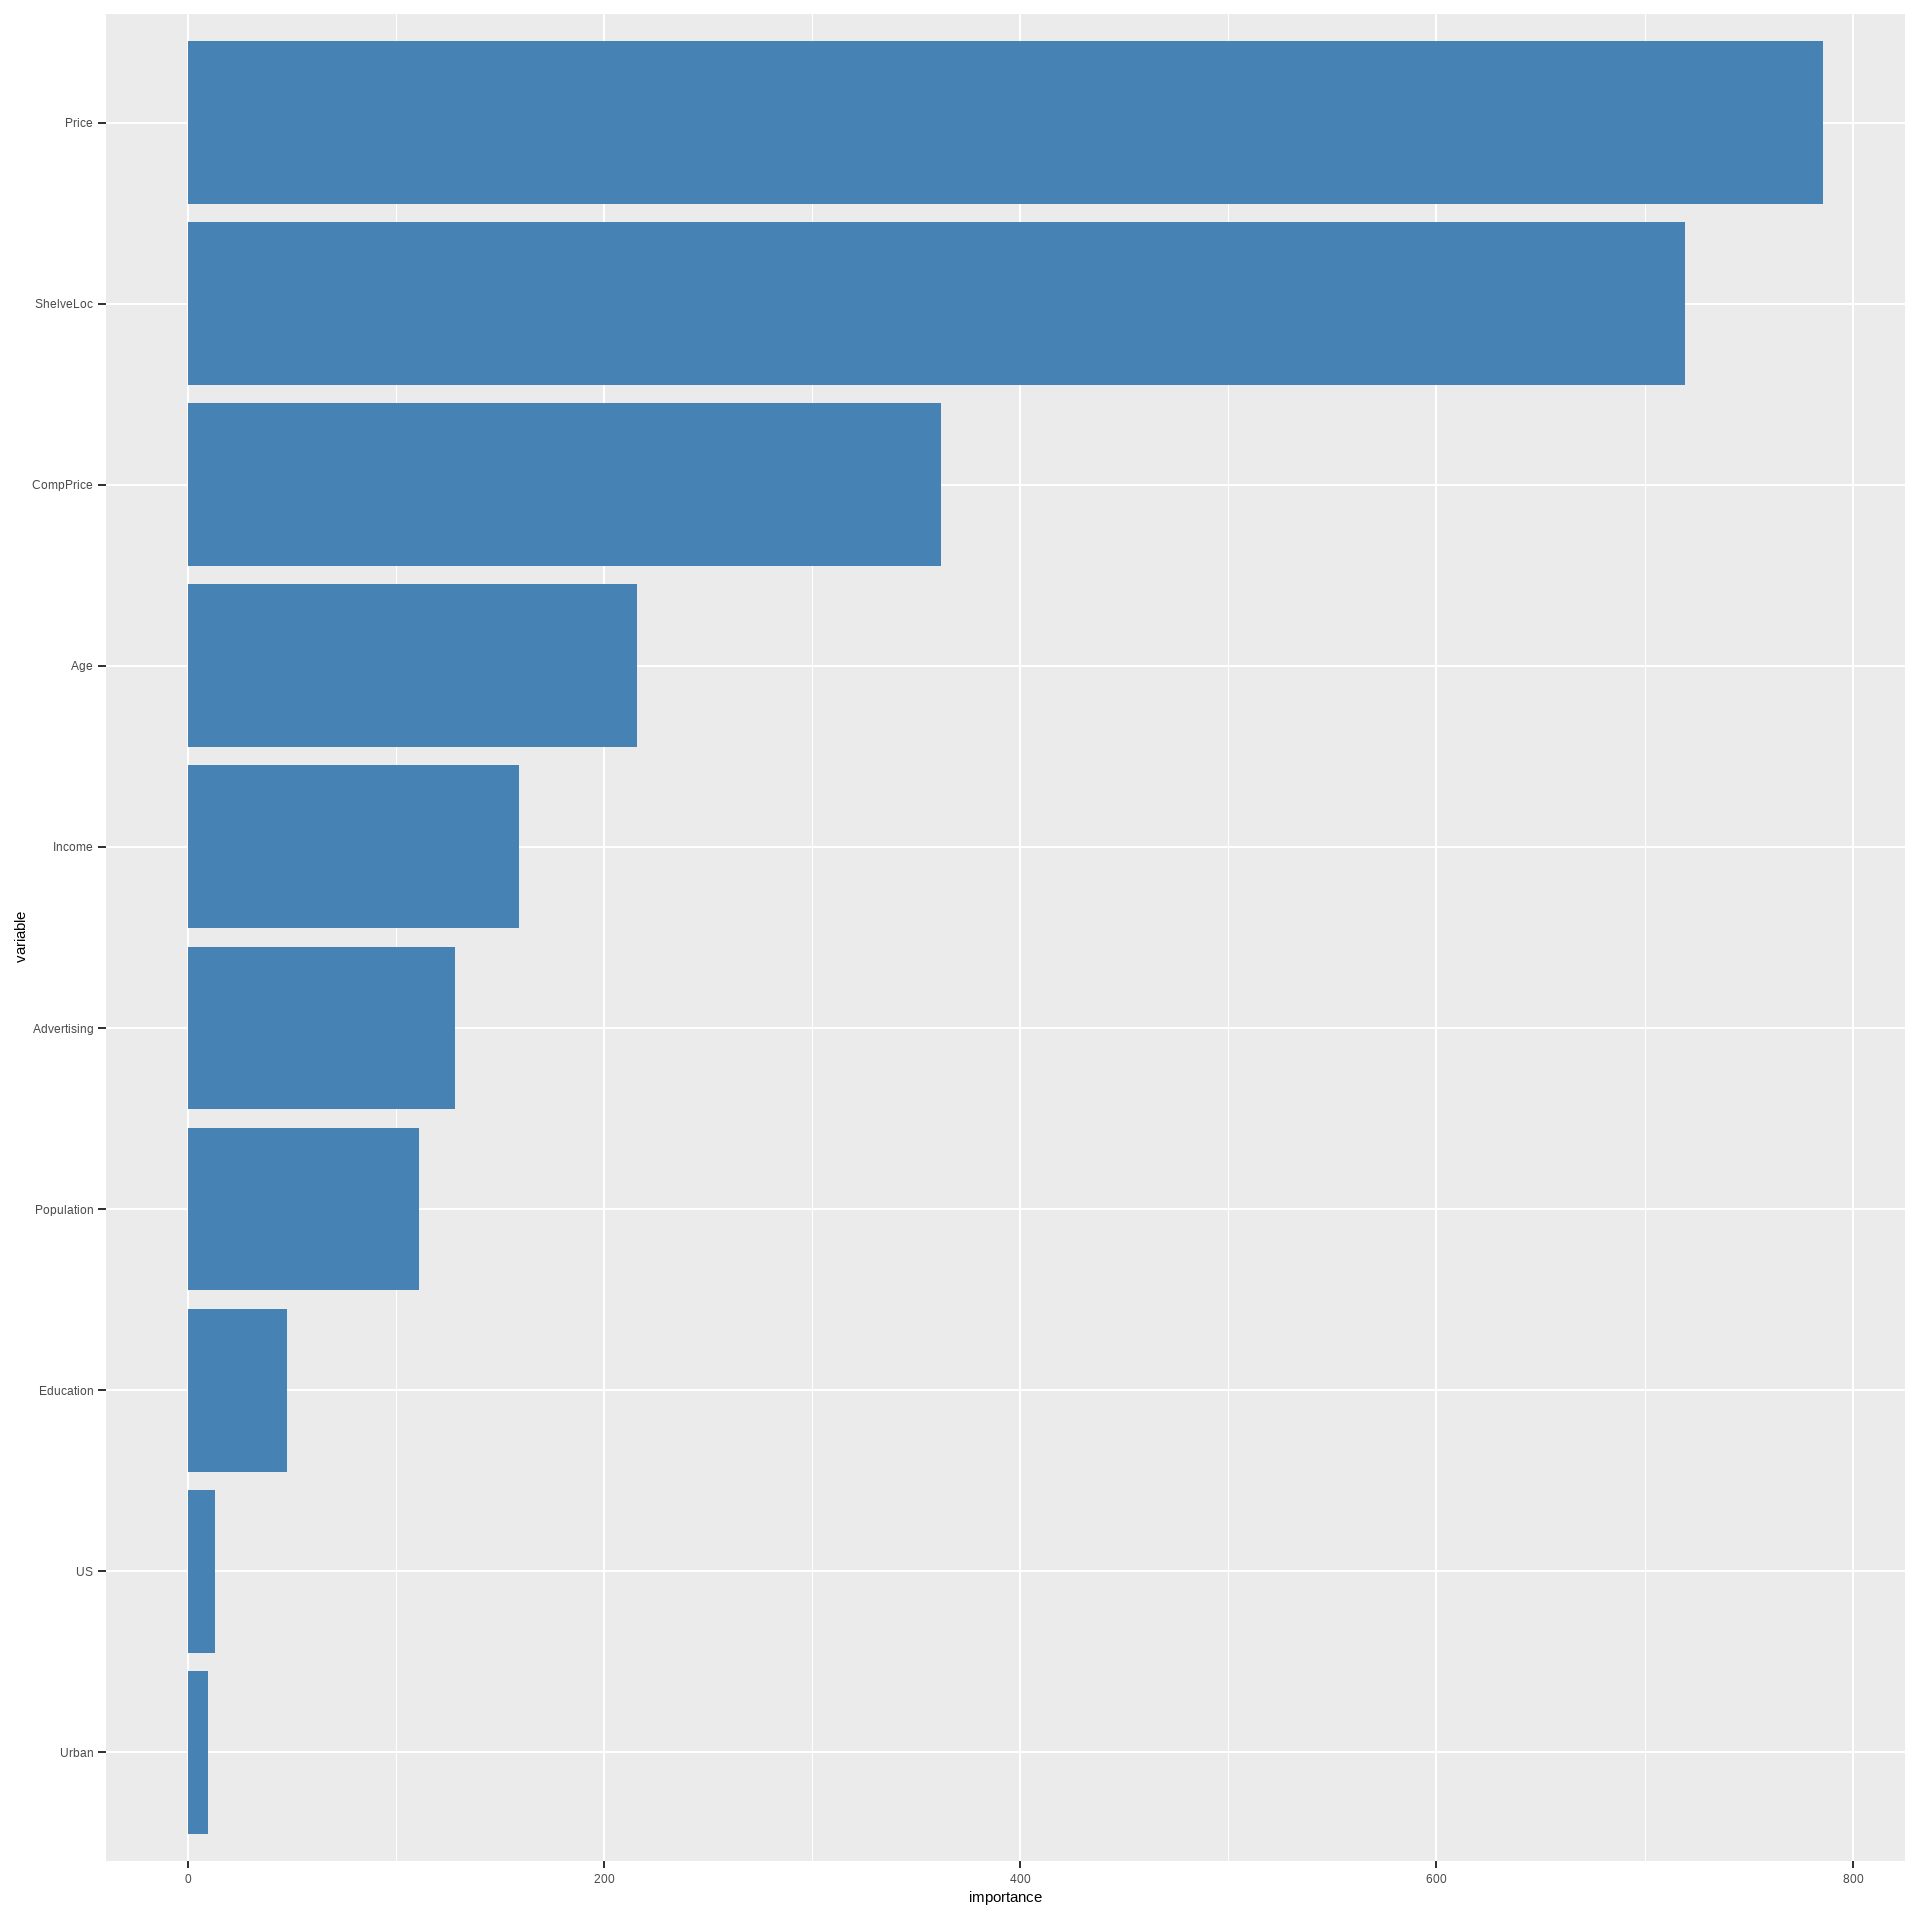 Price
ShelveLoc
CompPrice
Age
Income
variable
Advertising
Population
Education
US
Urban
0 200 400 600 800
importance